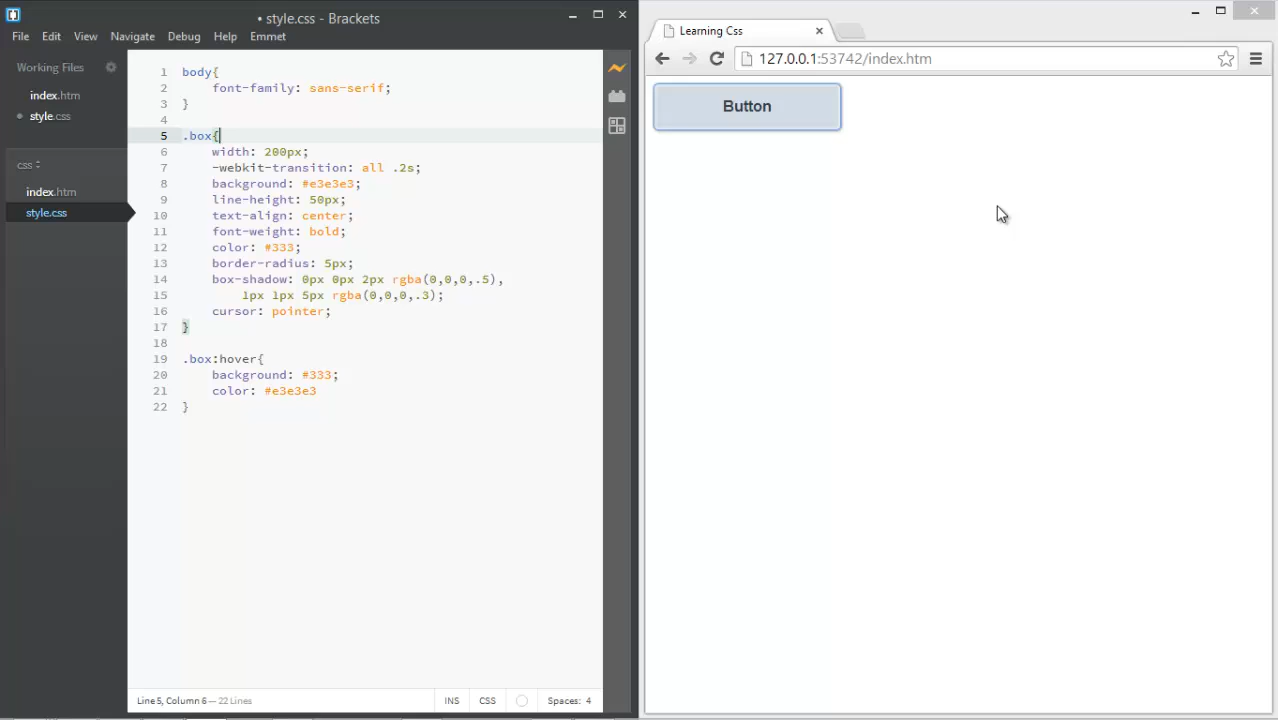 • style.css - Brackets
File Edit View Navigate Debug Help Emmet
Working Files
index.htm
style.css
css
index.htm
style.css
1 body{
2 font-family: sans-serif;
3 }
4
5 .box{
6 width: 200px;
7 -webkit-transition: all .2s;
8 background: #e3e3e3;
9 line-height: 50px;
10 text-align: center;
11 font-weight: bold;
12 color: #333;
13 border-radius: 5px;
14 box-shadow: 0px 0px 2px rgba(0,0,0,.5),
15 1px 1px 5px rgba(0,0,0,.3);
16 cursor: pointer;
17 }
18
19 .box:hover{
20 background: #333;
21 color: #e3e3e3
22 }
Line 5, Column 6 — 22 Lines INS CSS Spaces: 4
Learning Css
127.0.0.1:53742/index.htm
Button